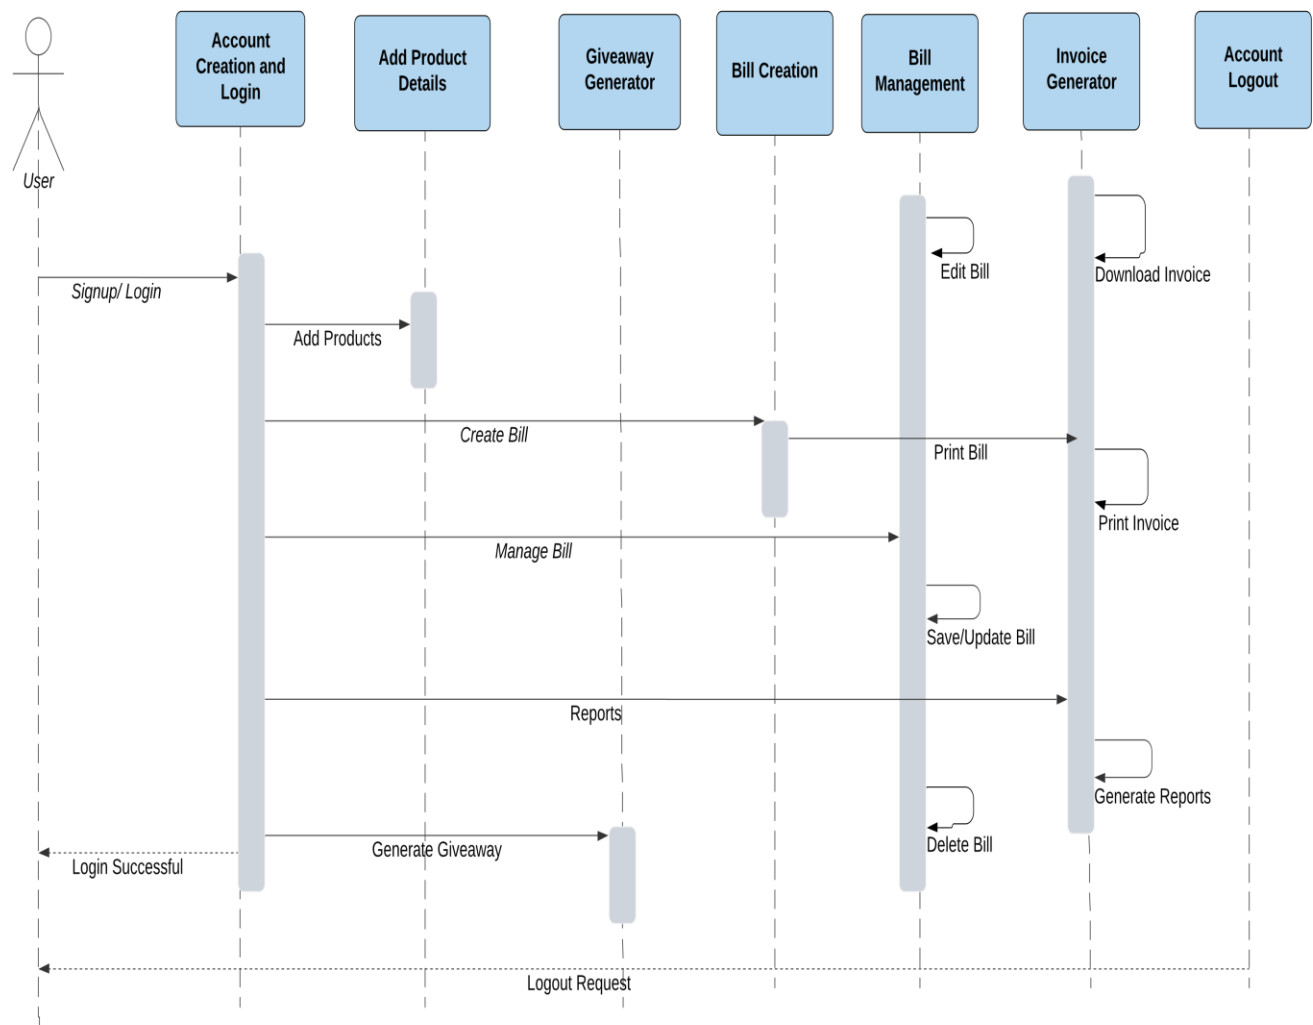 Account
Creation and
Login
Add Product
Details
Giveaway
Generator
Bill Creation
Bill
Management
Invoice
Generator
Account
Logout
User
Edit Bill
Download Invoice
Signup/ Login
Add Products
Create Bill
Print Bill
Print Invoice
Manage Bill
Save/Update Bill
Reports
Generate Reports
Generate Giveaway
Delete Bill
Login Successful
Logout Request